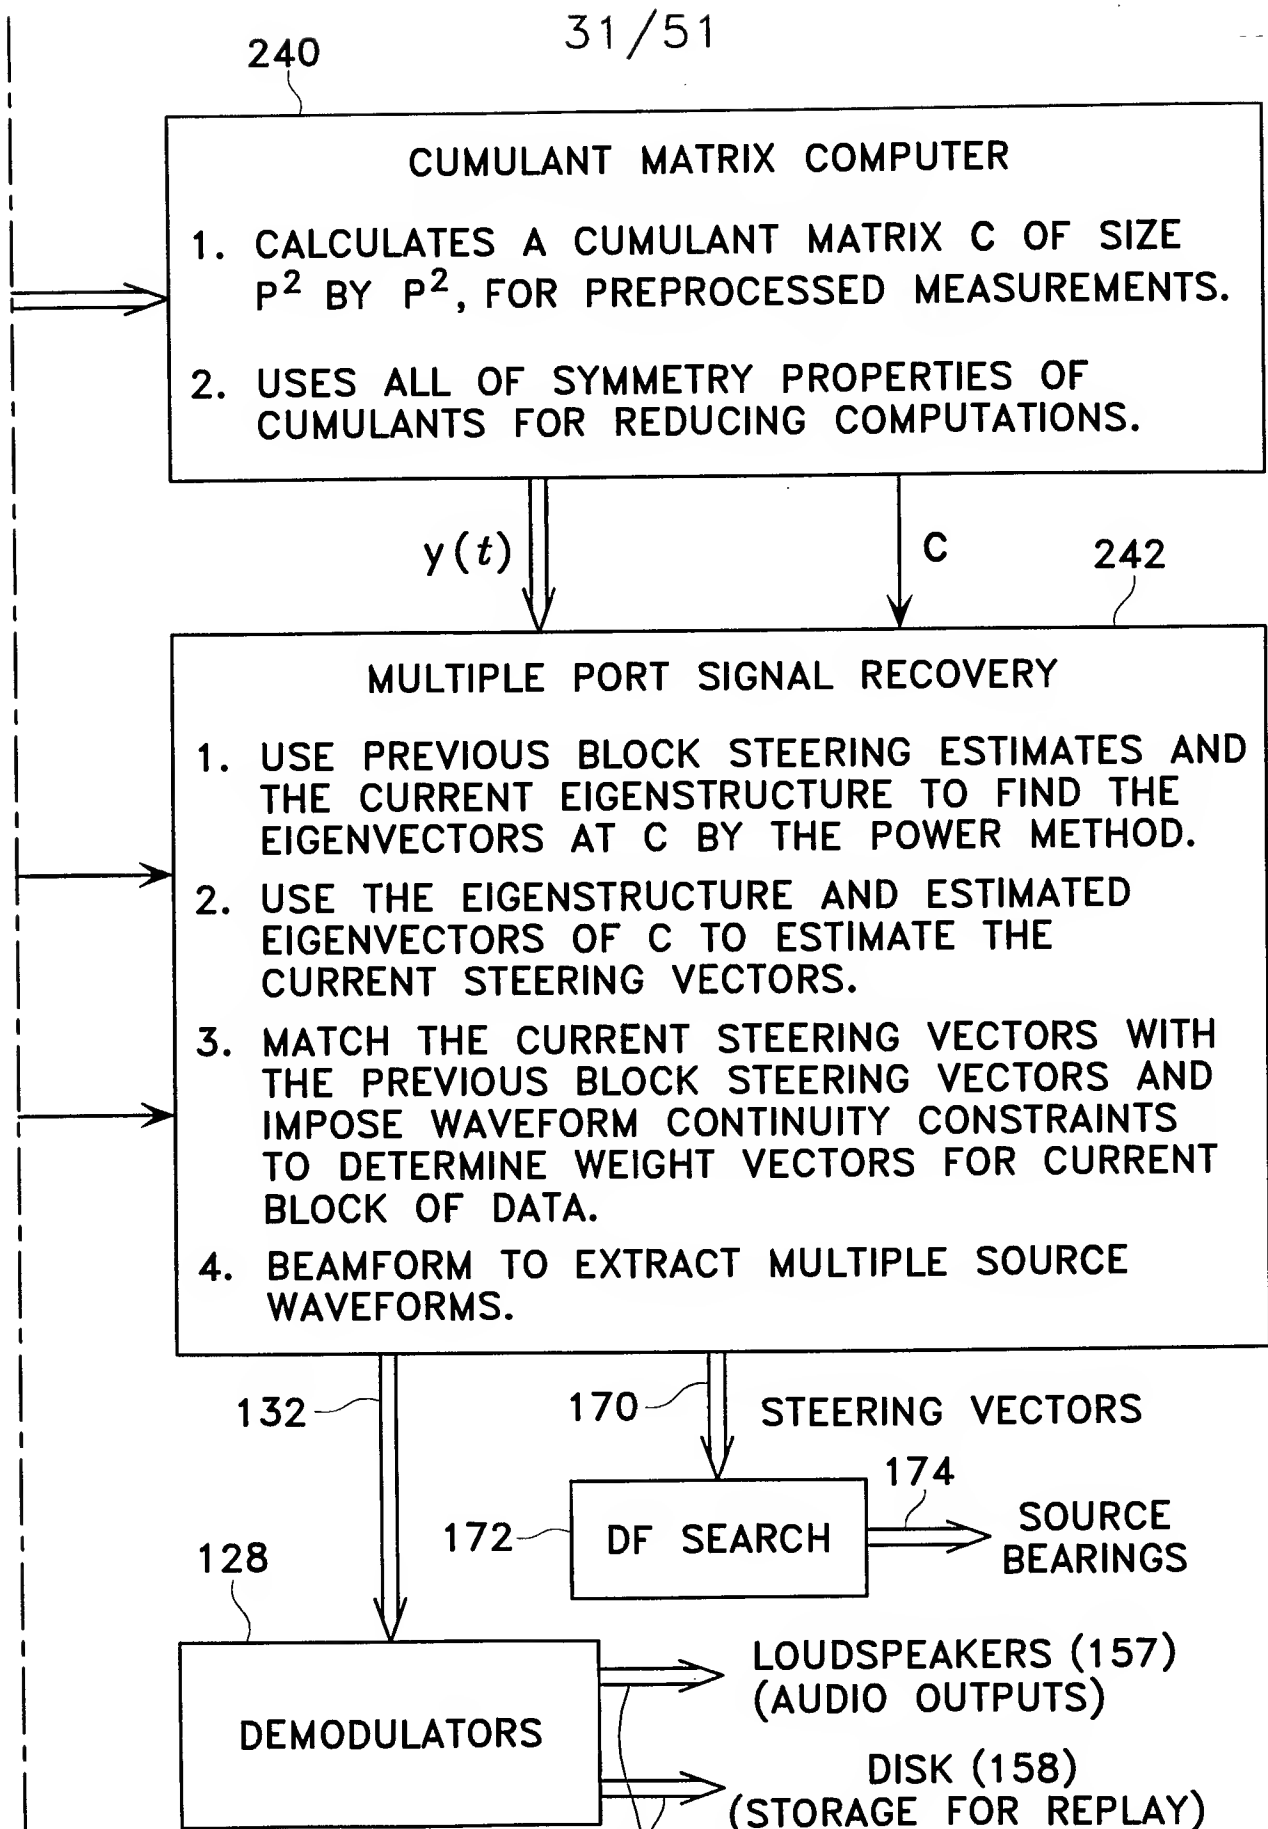 31/51
240
CUMULANT MATRIX COMPUTER
1. CALCULATES A CUMULANT MATRIX C OF SIZE
P² BY P², FOR PREPROCESSED MEASUREMENTS.
2. USES ALL OF SYMMETRY PROPERTIES OF
CUMULANTS FOR REDUCING COMPUTATIONS.
y(t)
C
242
MULTIPLE PORT SIGNAL RECOVERY
1. USE PREVIOUS BLOCK STEERING ESTIMATES AND
THE CURRENT EIGENSTRUCTURE TO FIND THE
EIGENVECTORS AT C BY THE POWER METHOD.
2. USE THE EIGENSTRUCTURE AND ESTIMATED
EIGENVECTORS OF C TO ESTIMATE THE
CURRENT STEERING VECTORS.
3. MATCH THE CURRENT STEERING VECTORS WITH
THE PREVIOUS BLOCK STEERING VECTORS AND
IMPOSE WAVEFORM CONTINUITY CONSTRAINTS
TO DETERMINE WEIGHT VECTORS FOR CURRENT
BLOCK OF DATA.
4. BEAMFORM TO EXTRACT MULTIPLE SOURCE
WAVEFORMS.
132
170
STEERING VECTORS
174
172
DF SEARCH
SOURCE
BEARINGS
128
DEMODULATORS
LOUDSPEAKERS (157)
(AUDIO OUTPUTS)
DISK (158)
(STORAGE FOR REPLAY)